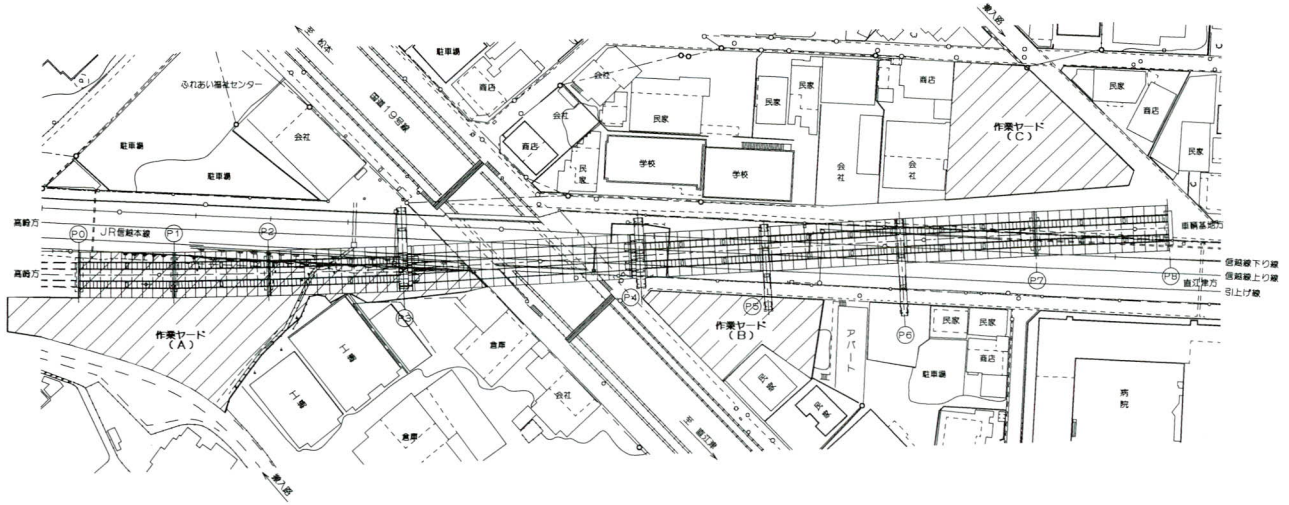 搬入路
至 松本
駐車場
国道19号線
ふれあい福祉センター
商店
会社
商店
民家
民家
民家
商店
民家
会社
商店
民家
作業ヤード
(C)
会社
駐車場
駐車場
学校
学校
民家
会社
会社
高崎方
JR信越本線
P0
P1
P2
車輌基地方
高崎方
信越線下り線
信越線上り線
直江津方
引上げ線
P3
P4
P5
P6
P7
P8
作業ヤード
(A)
作業ヤード
(B)
倉庫
会社
倉庫
アパート
民家
民家
商店
駐車場
病院
至 直江津
搬入路